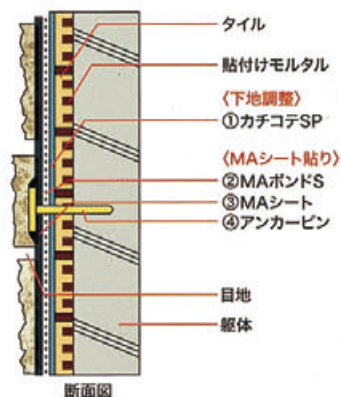 タイル
貼付けモルタル
〈下地調整〉
①カチコテSP
〈MAシート貼り〉
②MAボンドS
③MAシート
④アンカーピン
目地
躯体
断面図